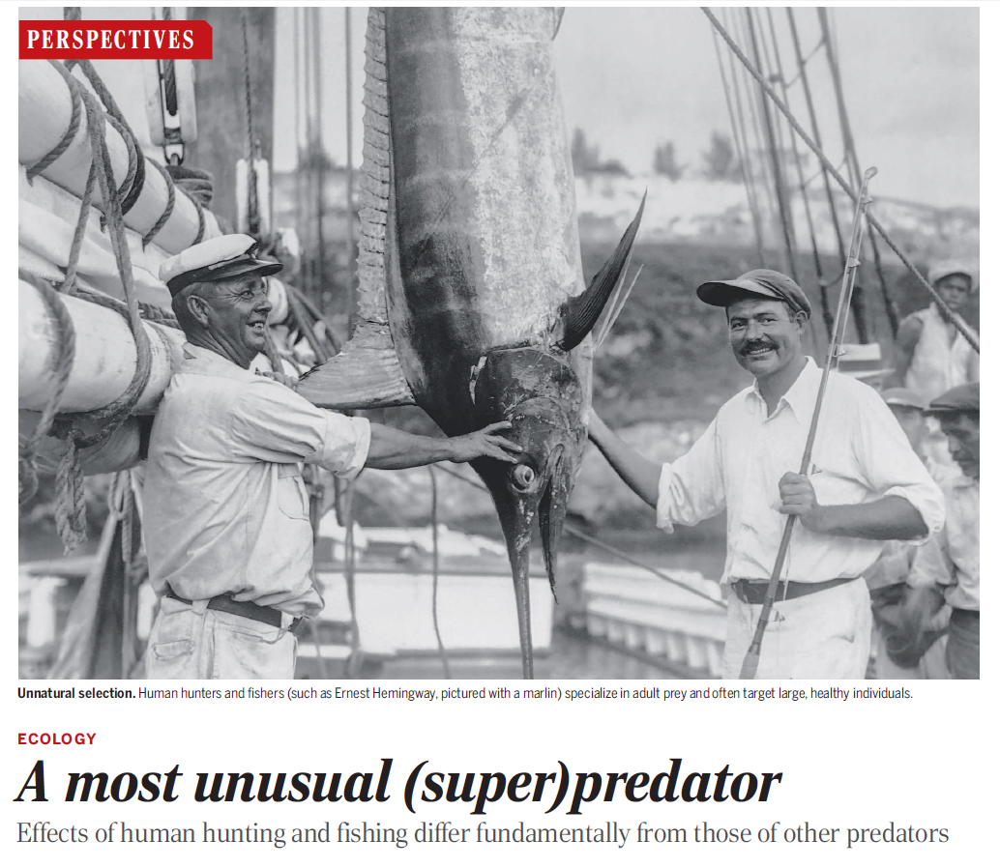 PERSPECTIVES
Unnatural selection. Human hunters and fishers (such as Ernest Hemingway, pictured with a marlin) specialize in adult prey and often target large, healthy individuals.
ECOLOGY
A most unusual (super)predator
Effects of human hunting and fishing differ fundamentally from those of other predators